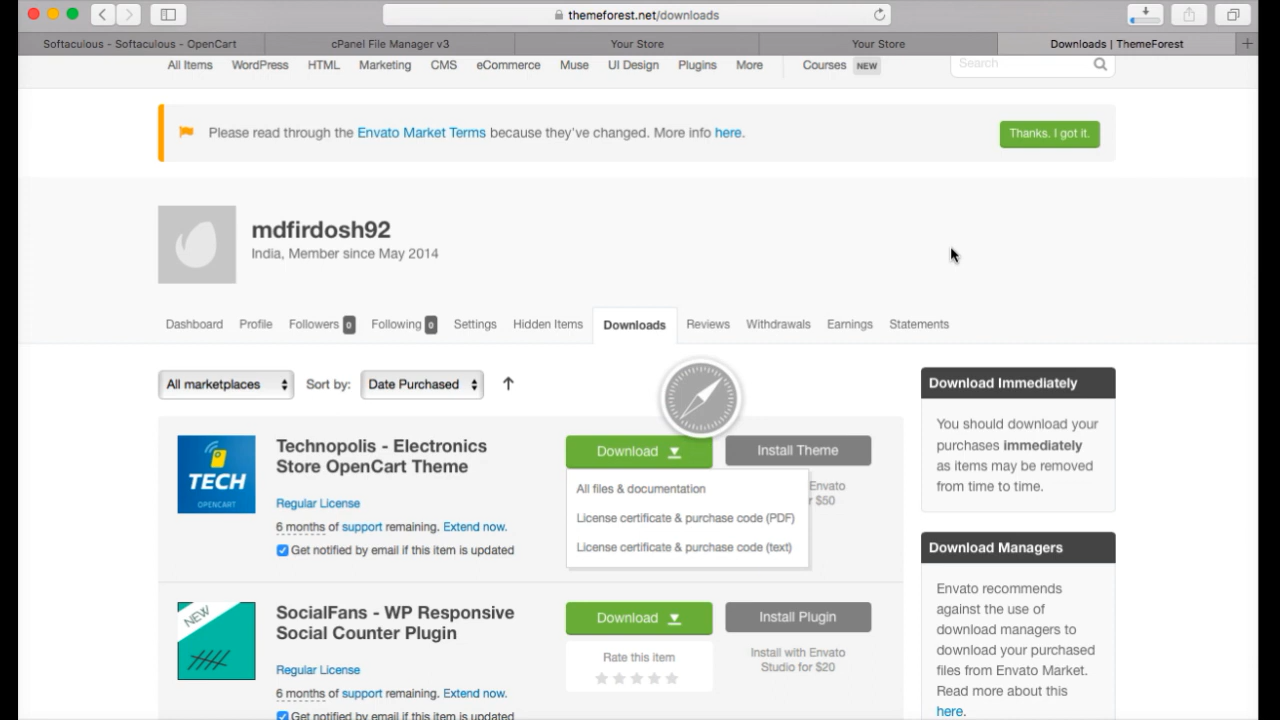 themeforest.net/downloads
Softaculous - Softaculous - OpenCart
cPanel File Manager v3
Your Store
Your Store
Downloads | ThemeForest
All Items WordPress HTML Marketing CMS eCommerce Muse UI Design Plugins More Courses NEW
Search
Please read through the Envato Market Terms because they've changed. More info here.
Thanks. I got it.
mdfirdosh92
India, Member since May 2014
Dashboard Profile Followers 0 Following 0 Settings Hidden Items Downloads Reviews Withdrawals Earnings Statements
All marketplaces Sort by: Date Purchased
TECH
OPENCART
Technopolis - Electronics
Store OpenCart Theme
Regular License
6 months of support remaining. Extend now.
Get notified by email if this item is updated
Download
All files & documentation
License certificate & purchase code (PDF)
License certificate & purchase code (text)
Install Theme
Envato
r $50
NEW
SocialFans - WP Responsive
Social Counter Plugin
Regular License
6 months of support remaining. Extend now.
Get notified by email if this item is updated
Download
Rate this item
Install Plugin
Install with Envato
Studio for $20
Download Immediately
You should download your
purchases immediately
as items may be removed
from time to time.
Download Managers
Envato recommends
against the use of
download managers to
download your purchased
files from Envato Market.
Read more about this
here.